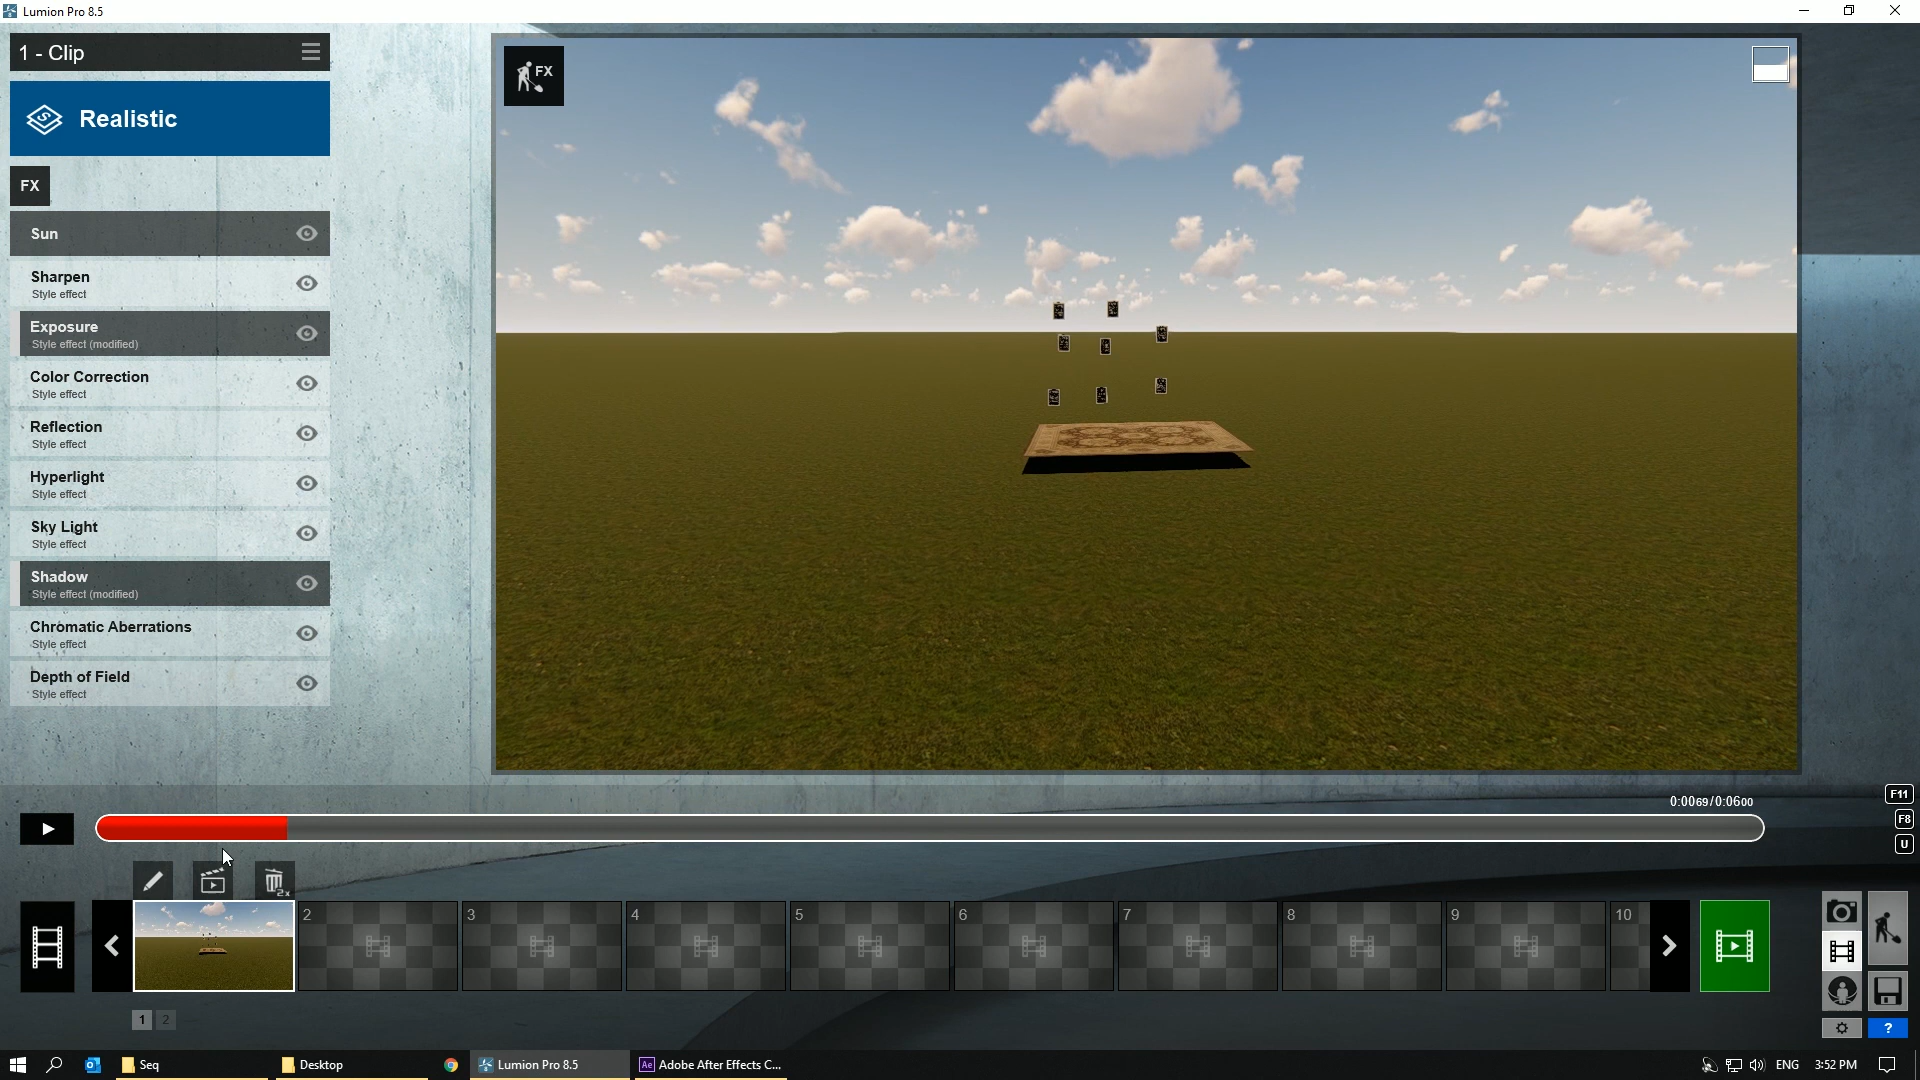 Lumion Pro 8.5
1 - Clip
Realistic
FX
FX
Sun
Sharpen
Style effect
Exposure
Style effect (modified)
Color Correction
Style effect
Reflection
Style effect
Hyperlight
Style effect
Sky Light
Style effect
Shadow
Style effect (modified)
Chromatic Aberrations
Style effect
Depth of Field
Style effect
0:0069/0:0600
F11
F8
U
2x
2
3
4
5
6
7
8
9
10
1
2
?
Seq
Desktop
Lumion Pro 8.5
Ae
Adobe After Effects C...
ENG
3:52 PM